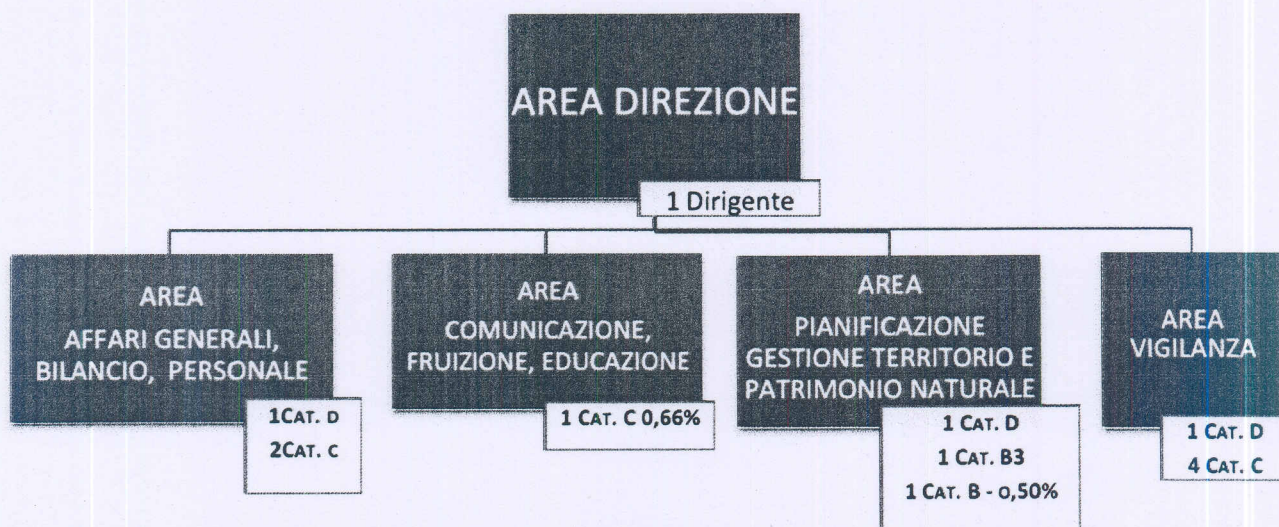 AREA DIREZIONE
1 Dirigente
AREA
AFFARI GENERALI,
BILANCIO, PERSONALE
1CAT. D
2CAT. C
AREA
COMUNICAZIONE,
FRUIZIONE, EDUCAZIONE
1 CAT. C 0,66%
AREA
PIANIFICAZIONE
GESTIONE TERRITORIO E
PATRIMONIO NATURALE
1 CAT. D
1 CAT. B3
1 CAT. B - 0,50%
AREA
VIGILANZA
1 CAT. D
4 CAT. C